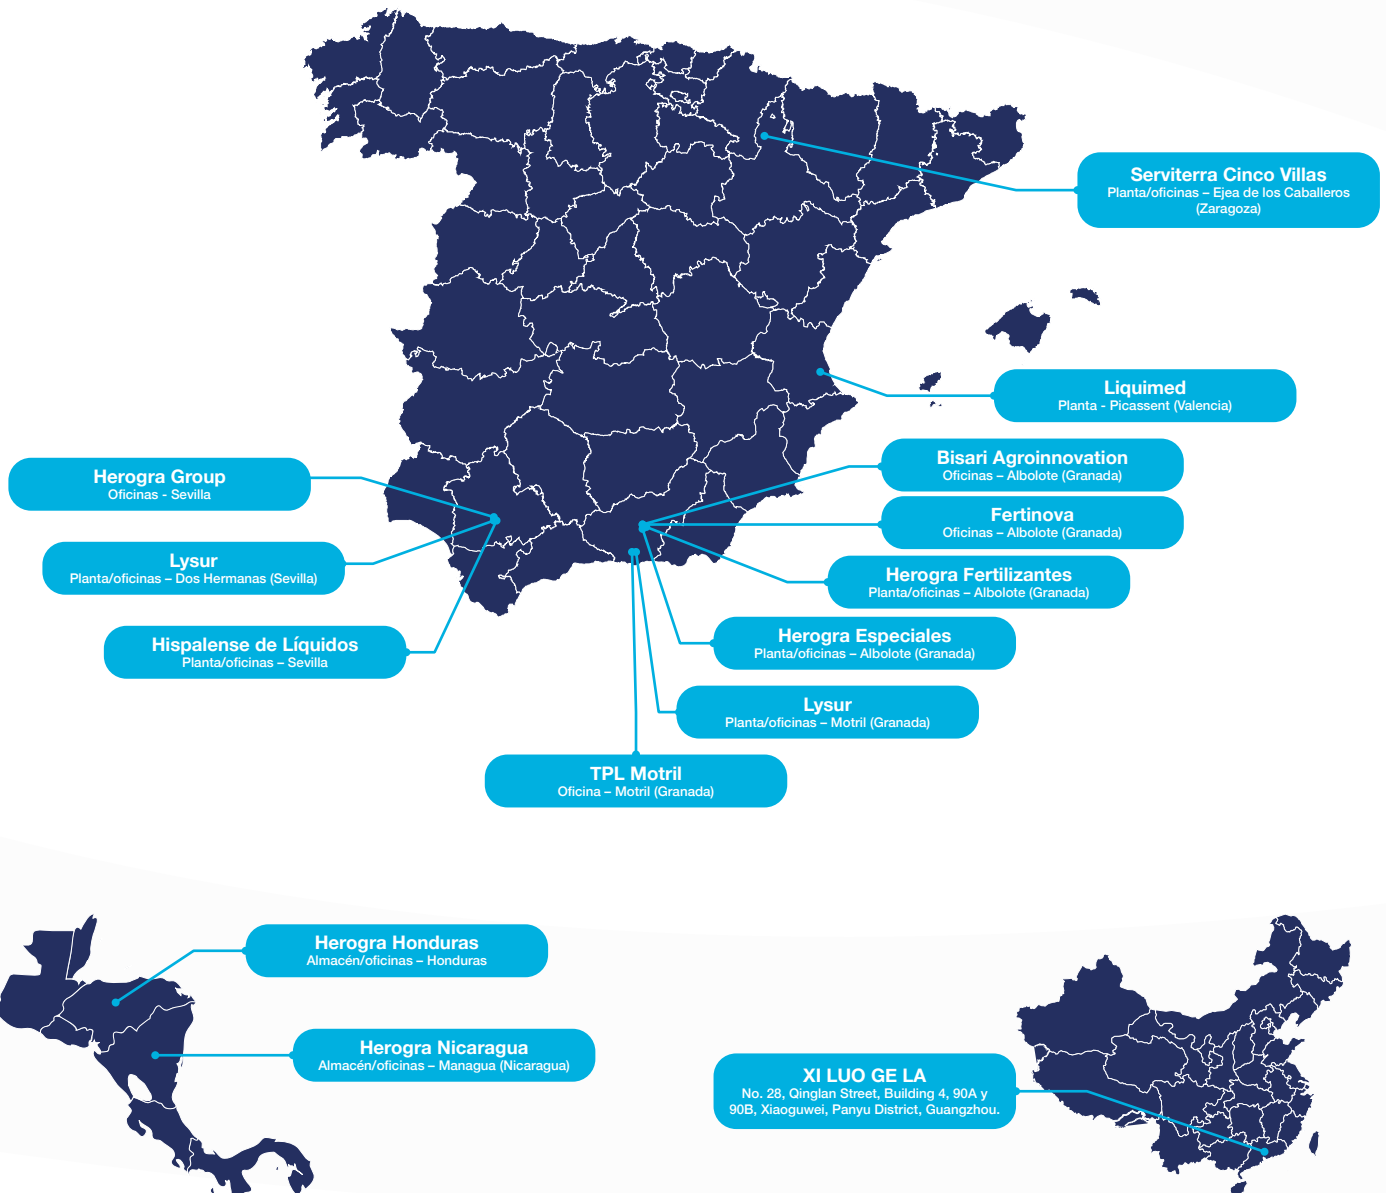 Serviterra Cinco Villas
Planta/oficinas – Ejea de los Caballeros
(Zaragoza)
Liquimed
Planta - Picassent (Valencia)
Herogra Group
Oficinas - Sevilla
Bisari Agroinnovation
Oficinas – Albolote (Granada)
Fertinova
Oficinas – Albolote (Granada)
Lysur
Planta/oficinas – Dos Hermanas (Sevilla)
Herogra Fertilizantes
Planta/oficinas – Albolote (Granada)
Hispalense de Líquidos
Planta/oficinas – Sevilla
Herogra Especiales
Planta/oficinas – Albolote (Granada)
Lysur
Planta/oficinas – Motril (Granada)
TPL Motril
Oficina – Motril (Granada)
Herogra Honduras
Almacén/oficinas – Honduras
Herogra Nicaragua
Almacén/oficinas – Managua (Nicaragua)
XI LUO GE LA
No. 28, Qinglan Street, Building 4, 90A y
90B, Xiaoguwei, Panyu District, Guangzhou.